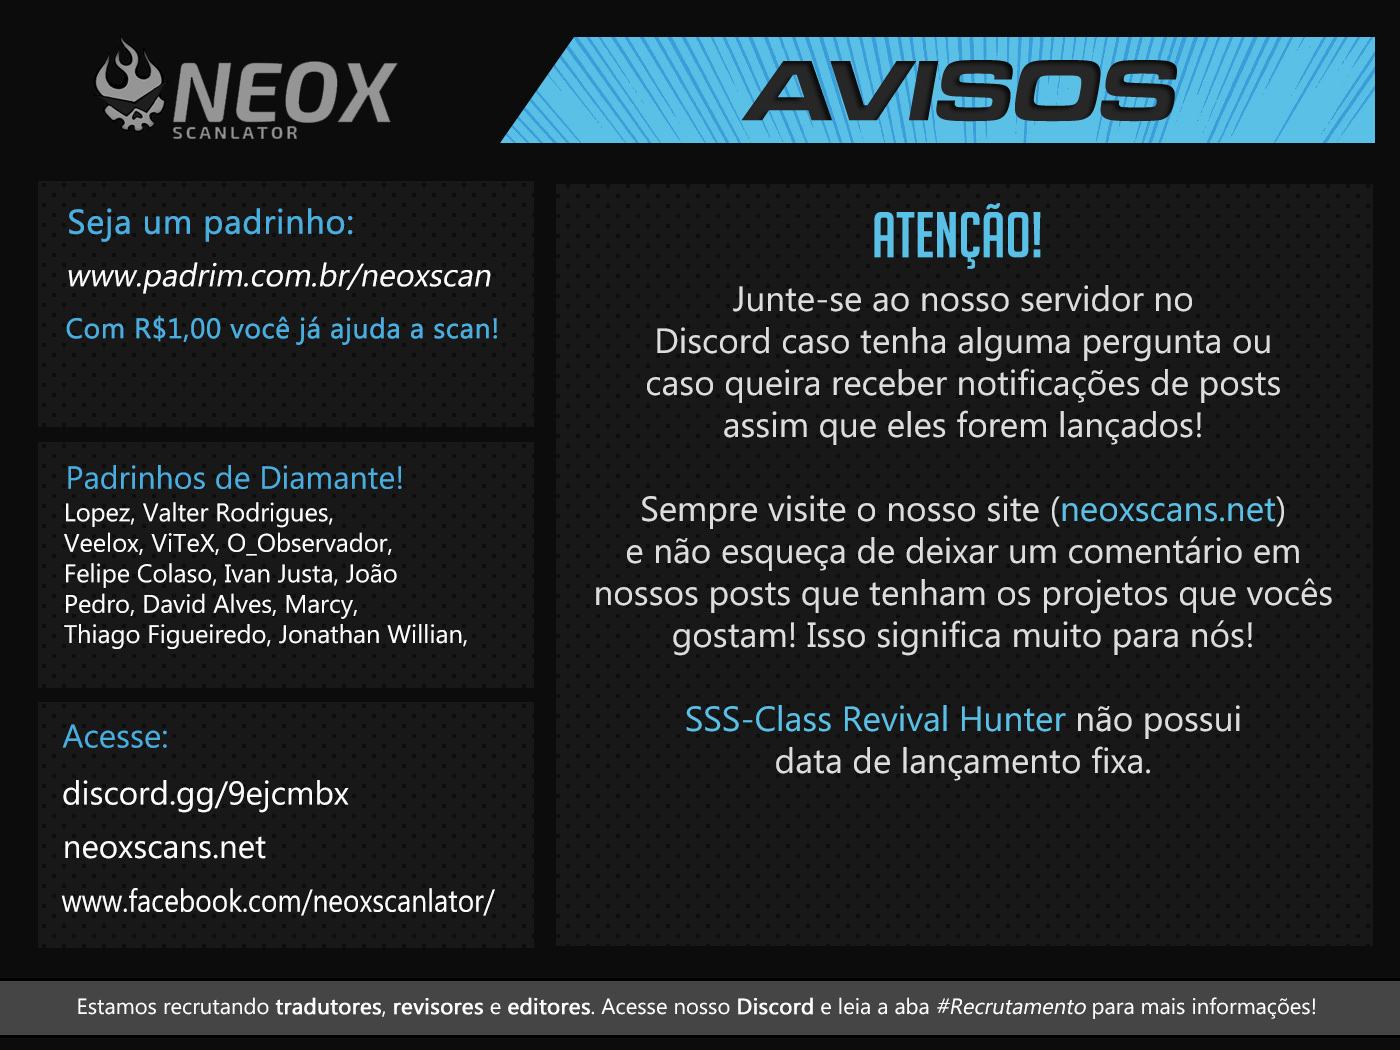 NEOX
SCANLATOR
AVISOS
Seja um padrinho:
www.padrim.com.br/neoxscan
Com R$1,00 você já ajuda a scan!
Padrinhos de Diamante!
Lopez, Valter Rodrigues,
Veelox, ViTeX, O_Observador,
Felipe Colaso, Ivan Justa, João
Pedro, David Alves, Marcy,
Thiago Figueiredo, Jonathan Willian,
Acesse:
discord.gg/9ejcmbx
neoxscans.net
www.facebook.com/neoxscanlator/
ATENÇÃO!
Junte-se ao nosso servidor no
Discord caso tenha alguma pergunta ou
caso queira receber notificações de posts
assim que eles forem lançados!
Sempre visite o nosso site (neoxscans.net)
e não esqueça de deixar um comentário em
nossos posts que tenham os projetos que vocês
gostam! Isso significa muito para nós!
SSS-Class Revival Hunter não possui
data de lançamento fixa.
Estamos recrutando tradutores, revisores e editores. Acesse nosso Discord e leia a aba #Recrutamento para mais informações!